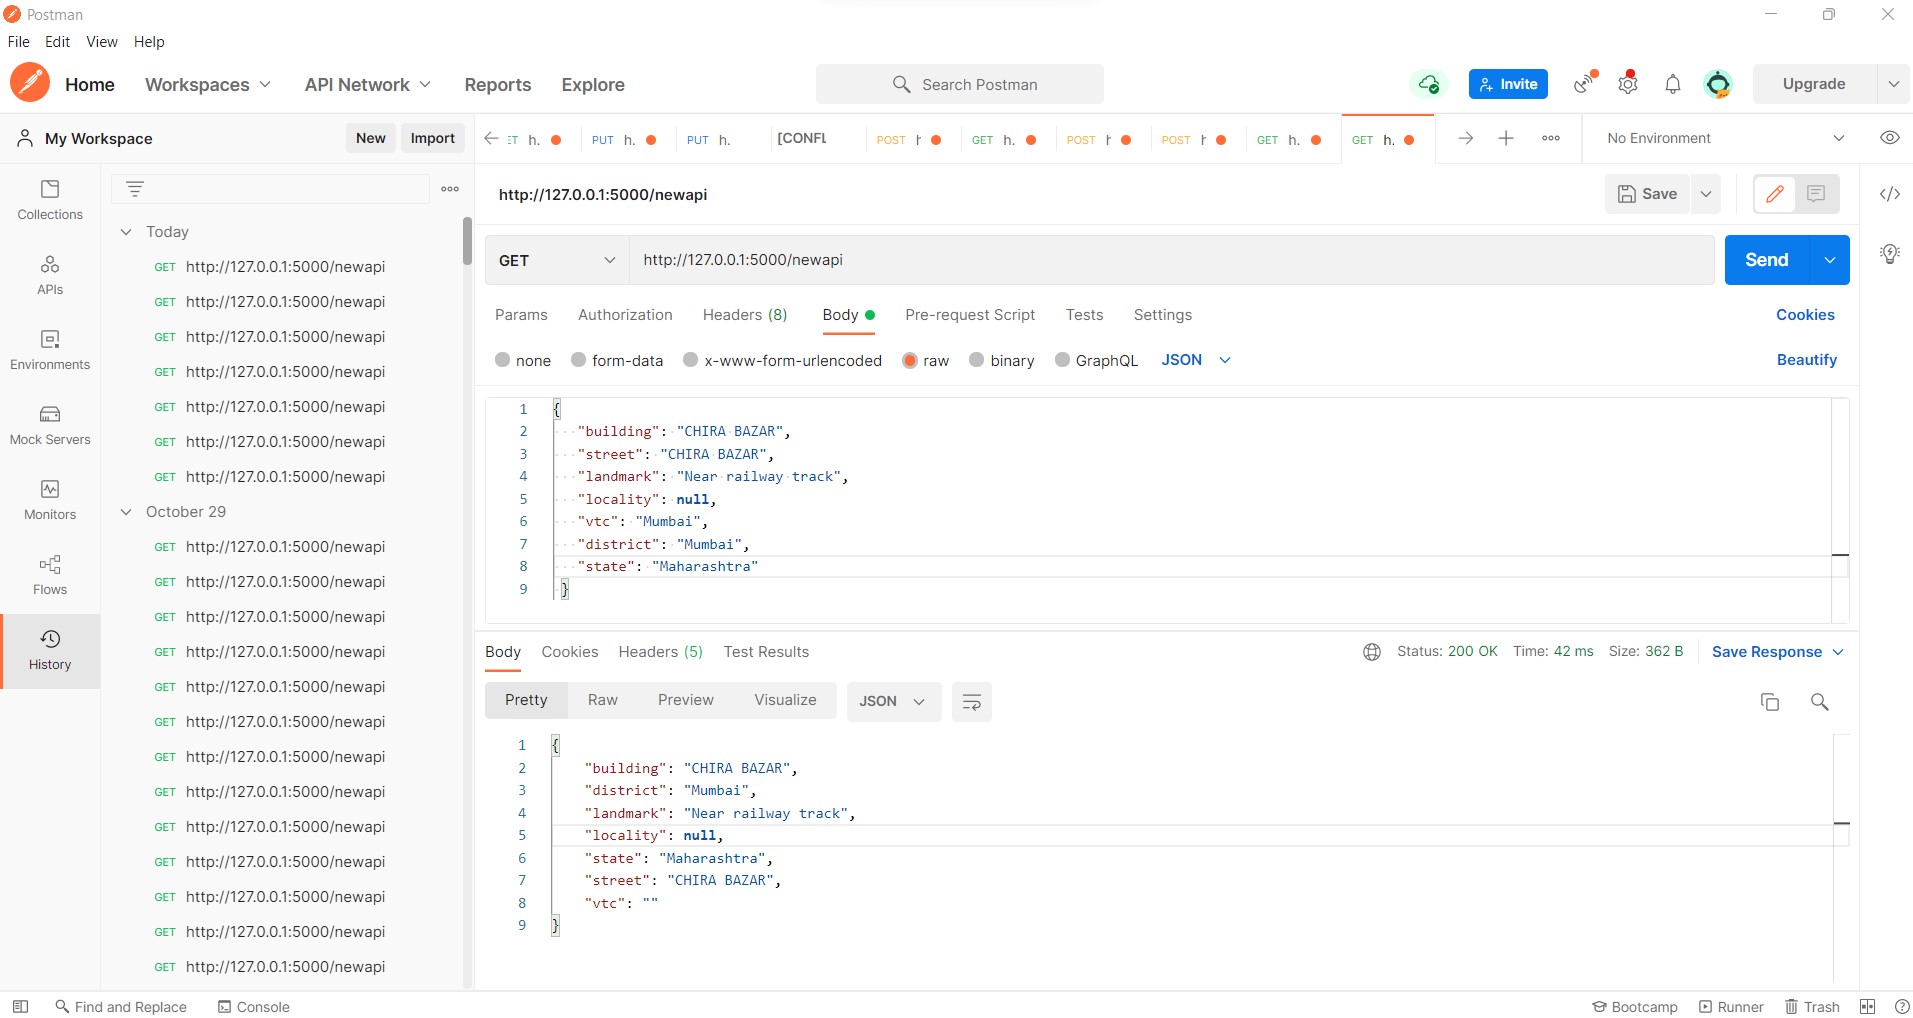 Postman
File Edit View Help
Home Workspaces API Network Reports Explore Search Postman Invite Upgrade
My Workspace New Import
ET h. PUT h. PUT h. [CONFL POST GET h. POST POST GET h. GET h. No Environment
http://127.0.0.1:5000/newapi Save
GET http://127.0.0.1:5000/newapi Send
Params Authorization Headers (8) Body Pre-request Script Tests Settings Cookies
none form-data x-www-form-urlencoded raw binary GraphQL JSON Beautify
1 {
2 "building": "CHIRA BAZAR",
3 "street": "CHIRA BAZAR",
4 "landmark": "Near railway track",
5 "locality": null,
6 "vtc": "Mumbai",
7 "district": "Mumbai",
8 "state": "Maharashtra"
9 }
Body Cookies Headers (5) Test Results Status: 200 OK Time: 42 ms Size: 362 B Save Response
Pretty Raw Preview Visualize JSON
1 {
2 "building": "CHIRA BAZAR",
3 "district": "Mumbai",
4 "landmark": "Near railway track",
5 "locality": null,
6 "state": "Maharashtra",
7 "street": "CHIRA BAZAR",
8 "vtc": ""
9 }
Collections
APIs
Environments
Mock Servers
Monitors
Flows
History
Today
GET http://127.0.0.1:5000/newapi
GET http://127.0.0.1:5000/newapi
GET http://127.0.0.1:5000/newapi
GET http://127.0.0.1:5000/newapi
GET http://127.0.0.1:5000/newapi
GET http://127.0.0.1:5000/newapi
GET http://127.0.0.1:5000/newapi
October 29
GET http://127.0.0.1:5000/newapi
GET http://127.0.0.1:5000/newapi
GET http://127.0.0.1:5000/newapi
GET http://127.0.0.1:5000/newapi
GET http://127.0.0.1:5000/newapi
GET http://127.0.0.1:5000/newapi
GET http://127.0.0.1:5000/newapi
GET http://127.0.0.1:5000/newapi
GET http://127.0.0.1:5000/newapi
GET http://127.0.0.1:5000/newapi
GET http://127.0.0.1:5000/newapi
GET http://127.0.0.1:5000/newapi
GET http://127.0.0.1:5000/newapi
Find and Replace Console Bootcamp Runner Trash